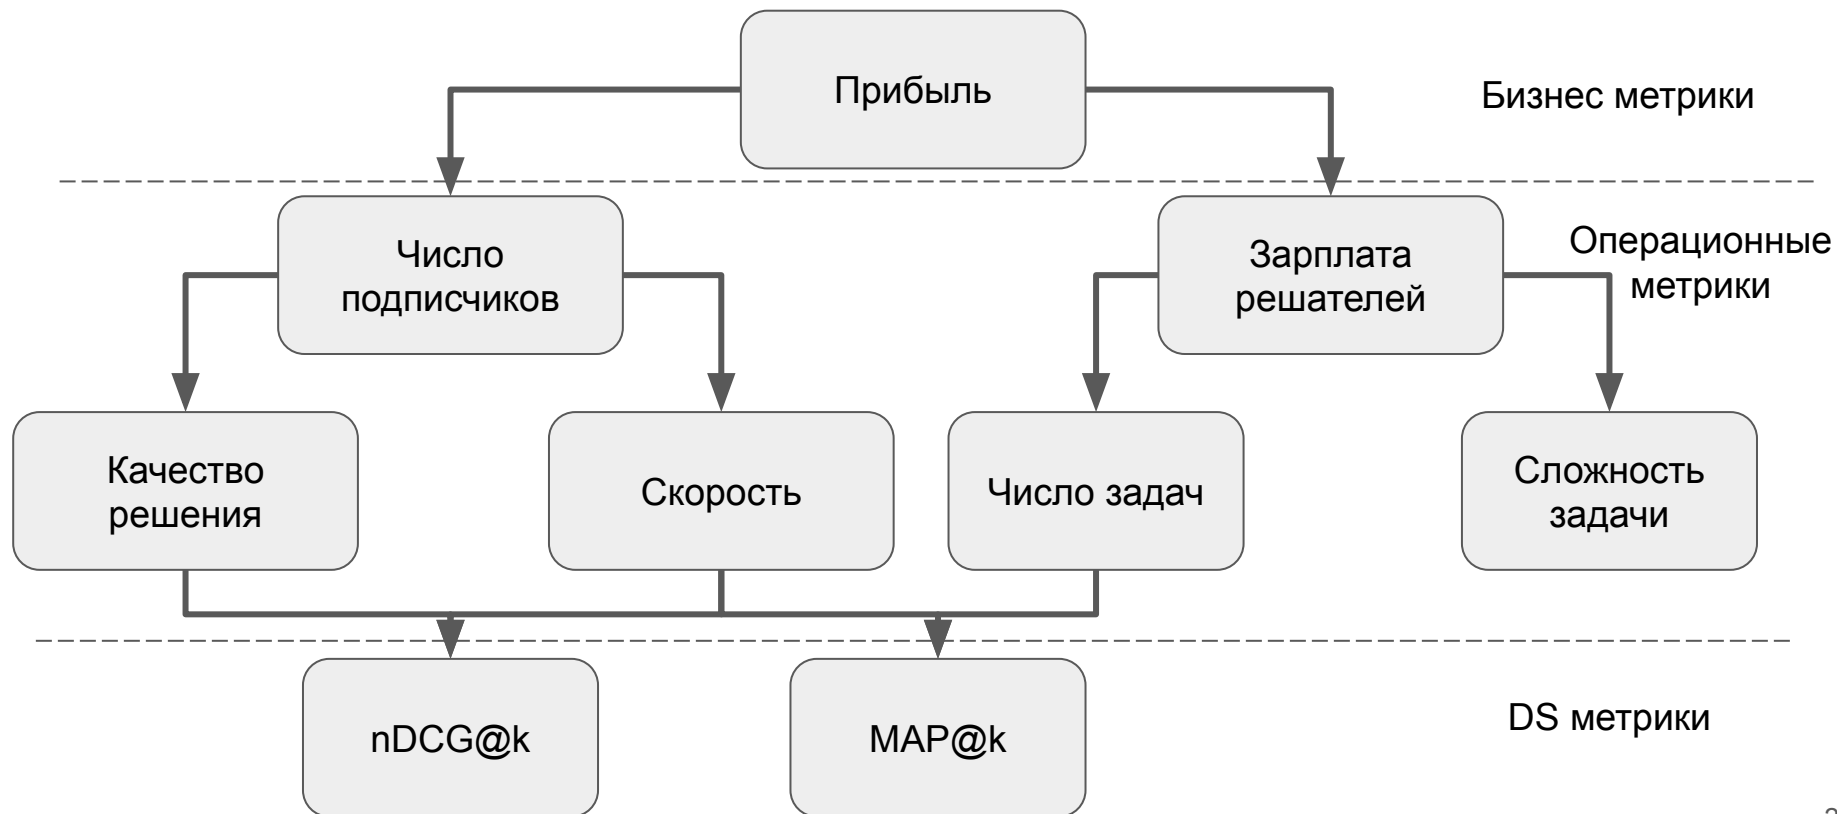 Прибыль
Бизнес метрики
Число
подписчиков
Зарплата
решателей
Операционные
метрики
Качество
решения
Скорость
Число задач
Сложность
задачи
nDCG@k
MAP@k
DS метрики